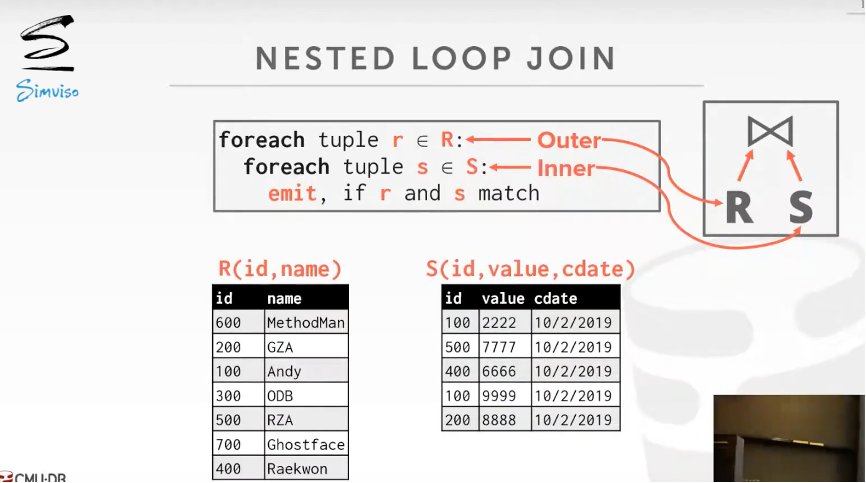 Simviso
NESTED LOOP JOIN
foreach tuple r ∈ R: Outer
foreach tuple s ∈ S: Inner
emit, if r and s match
⋈
R S
R(id,name)
id name
600 MethodMan
200 GZA
100 Andy
300 ODB
500 RZA
700 Ghostface
400 Raekwon
S(id,value,cdate)
id value cdate
100 2222 10/2/2019
500 7777 10/2/2019
400 6666 10/2/2019
100 9999 10/2/2019
200 8888 10/2/2019
CMU·DB